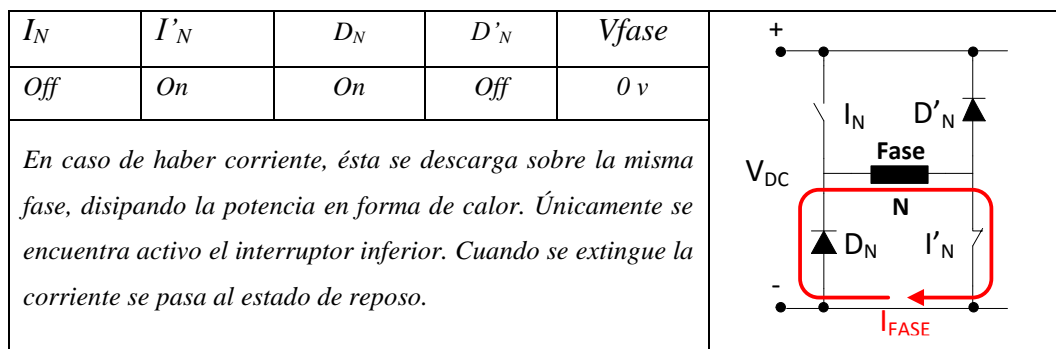 I_N I'_N D_N D'_N Vfase
Off On On Off 0 v
En caso de haber corriente, ésta se descarga sobre la misma
fase, disipando la potencia en forma de calor. Únicamente se
encuentra activo el interruptor inferior. Cuando se extingue la
corriente se pasa al estado de reposo.
+
I_N D'_N
Fase
V_DC
N
D_N I'_N
-
I_FASE